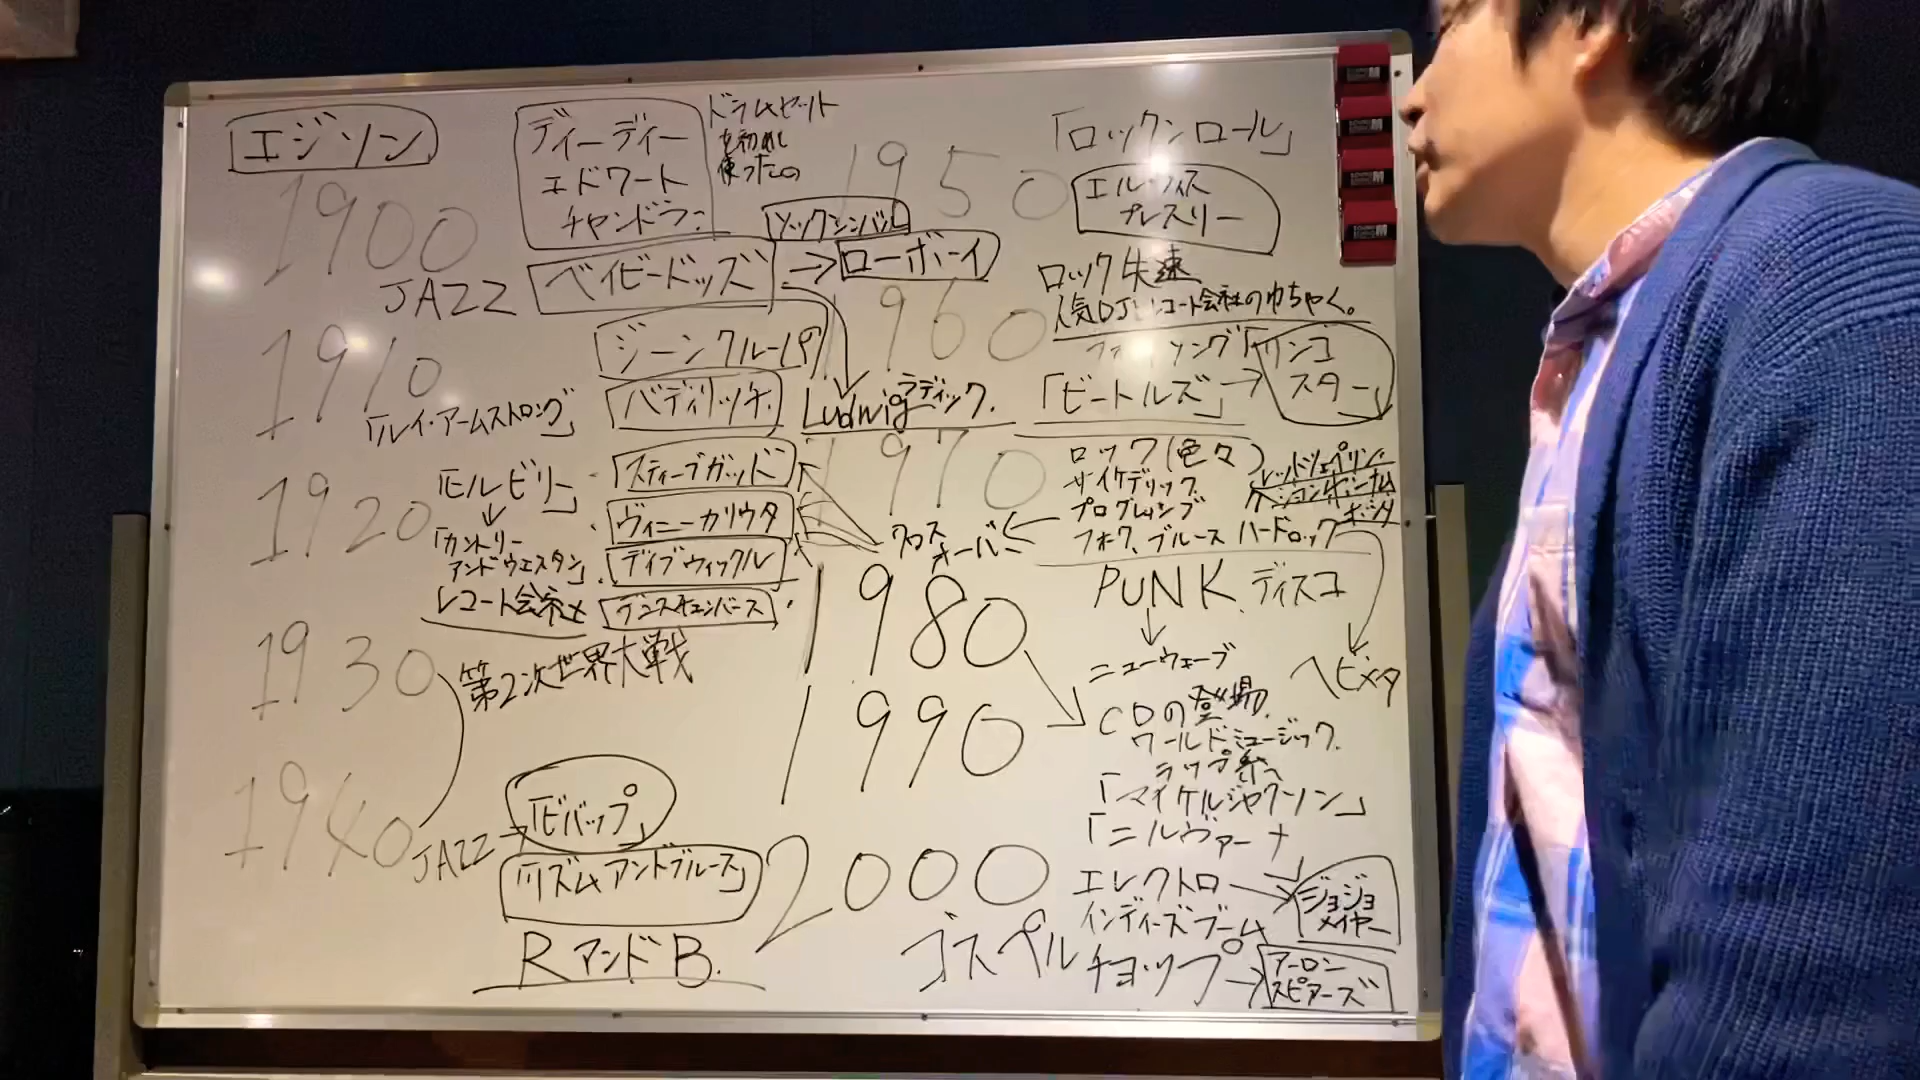 エジソン
1900
JAZZ
1910
「ルイ・アームストロング」
1920
「ヒルビリー」
↓
「カントリー
アンドウエスタン」
レコート会社
1930
第2次世界大戦
1940
JAZZ→
「ビバップ」
「リズムアンドブルース」
RアンドB.
ディーディー
エドワート
チャンドラー
ドラムセット
を初めし
使ったの
ベイビードッズ
→
ソックシンバル
ローボーイ
ジーンクルーパ
バディリッチ
Ludwig ラディック.
スティーブガッド
ヴィニーカリウタ
デイブウィックル
デニスチェンバース
クロス
オーバー
1950
「ロックンロール」
エルヴィス
プレスリー
1960
ロック失速
人気DJ レコート会社のゆちゃく。
「ビートルズ」→
リンゴ
スター
1970
ロック(色々)
サイケデリック
プログレッシブ
フォーク、ブルース ハードロック
レッドツェペリン
ジョンボーナム
1980
PUNK、ディスコ
↓
ニューウェーブ
ヘビメタ
1990
CDの登場.
ワールドミュージック.
ラップ系
「マイケルジャクソン」
「ニルヴァーナ
2000
エレクトロ→
ジョジョ
メイヤー
インディーズブーム
ゴスペル チョップ→
アーロン
スピアーズ